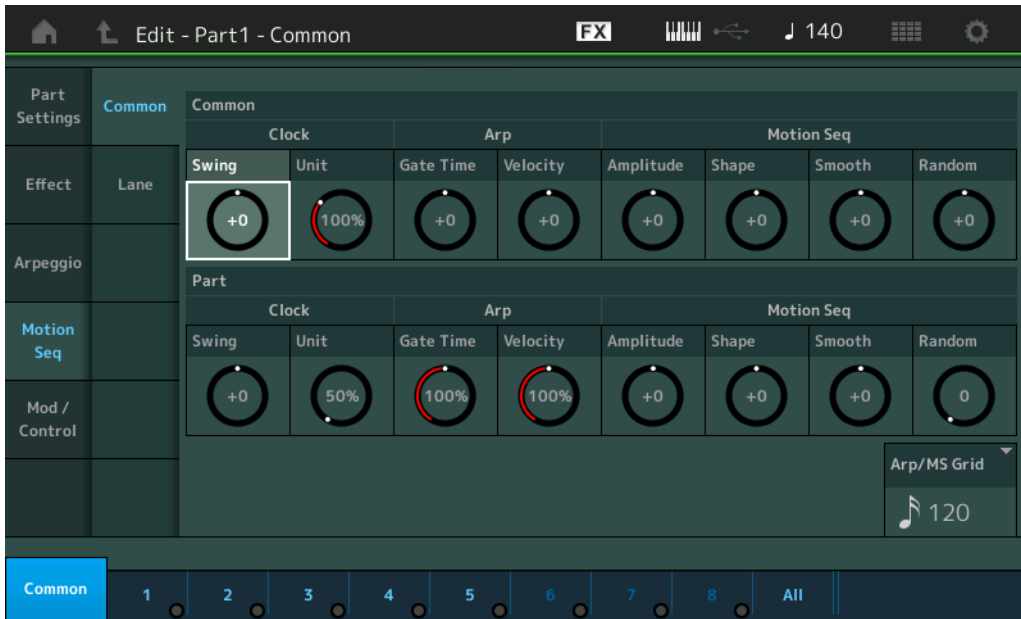 Edit - Part1 - Common FX 140
Part
Settings
Common
Effect
Lane
Arpeggio
Motion
Seq
Mod /
Control
Common
Clock Arp Motion Seq
Swing Unit Gate Time Velocity Amplitude Shape Smooth Random
+0 100% +0 +0 +0 +0 +0 +0
Part
Clock Arp Motion Seq
Swing Unit Gate Time Velocity Amplitude Shape Smooth Random
+0 50% 100% 100% +0 +0 +0 0
Arp/MS Grid
120
Common 1 2 3 4 5 6 7 8 All